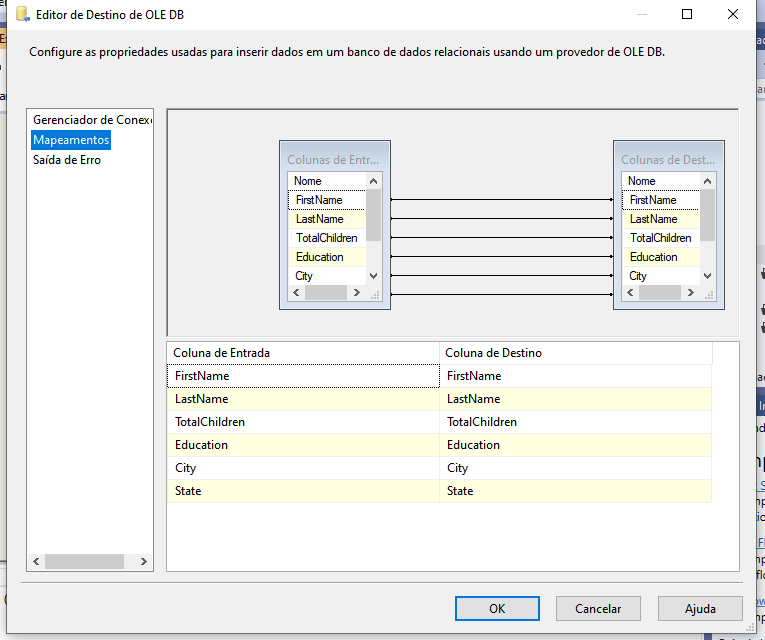 Editor de Destino de OLE DB
Configure as propriedades usadas para inserir dados em um banco de dados relacionais usando um provedor de OLE DB.
Gerenciador de Conex
Mapeamentos
Saída de Erro
Colunas de Entr...
Nome
FirstName
LastName
TotalChildren
Education
City
Colunas de Dest...
Nome
FirstName
LastName
TotalChildren
Education
City
Coluna de Entrada Coluna de Destino
FirstName FirstName
LastName LastName
TotalChildren TotalChildren
Education Education
City City
State State
OK Cancelar Ajuda